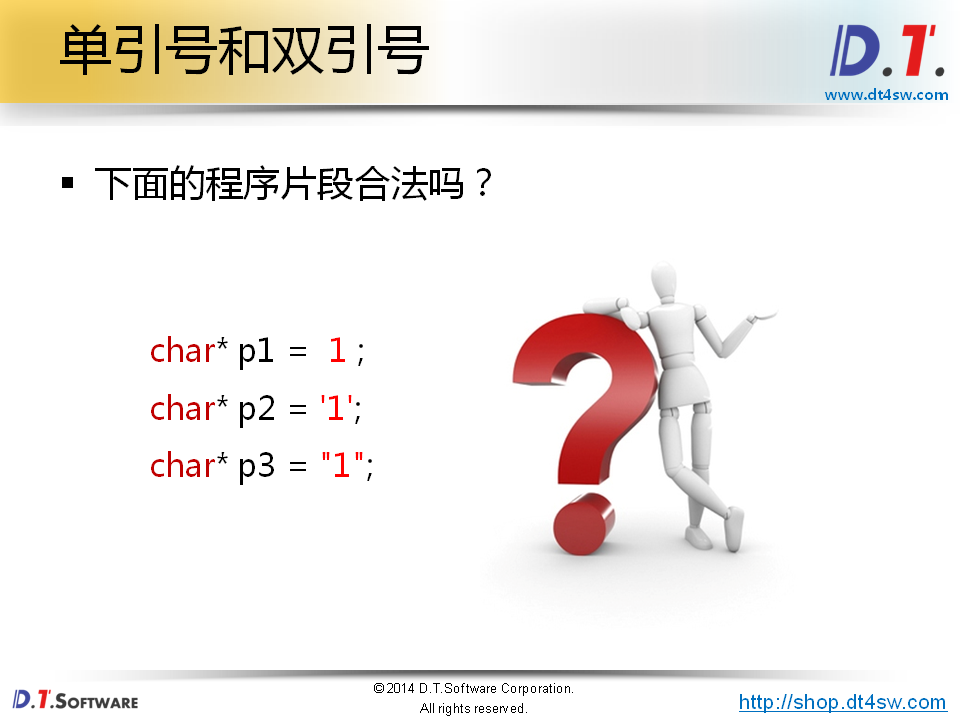 单引号和双引号
D.T.
www.dt4sw.com
▪ 下面的程序片段合法吗？
char* p1 =  1 ;
char* p2 = '1';
char* p3 = "1";
?
D.T.SOFTWARE
©2014 D.T.Software Corporation.
All rights reserved.
http://shop.dt4sw.com